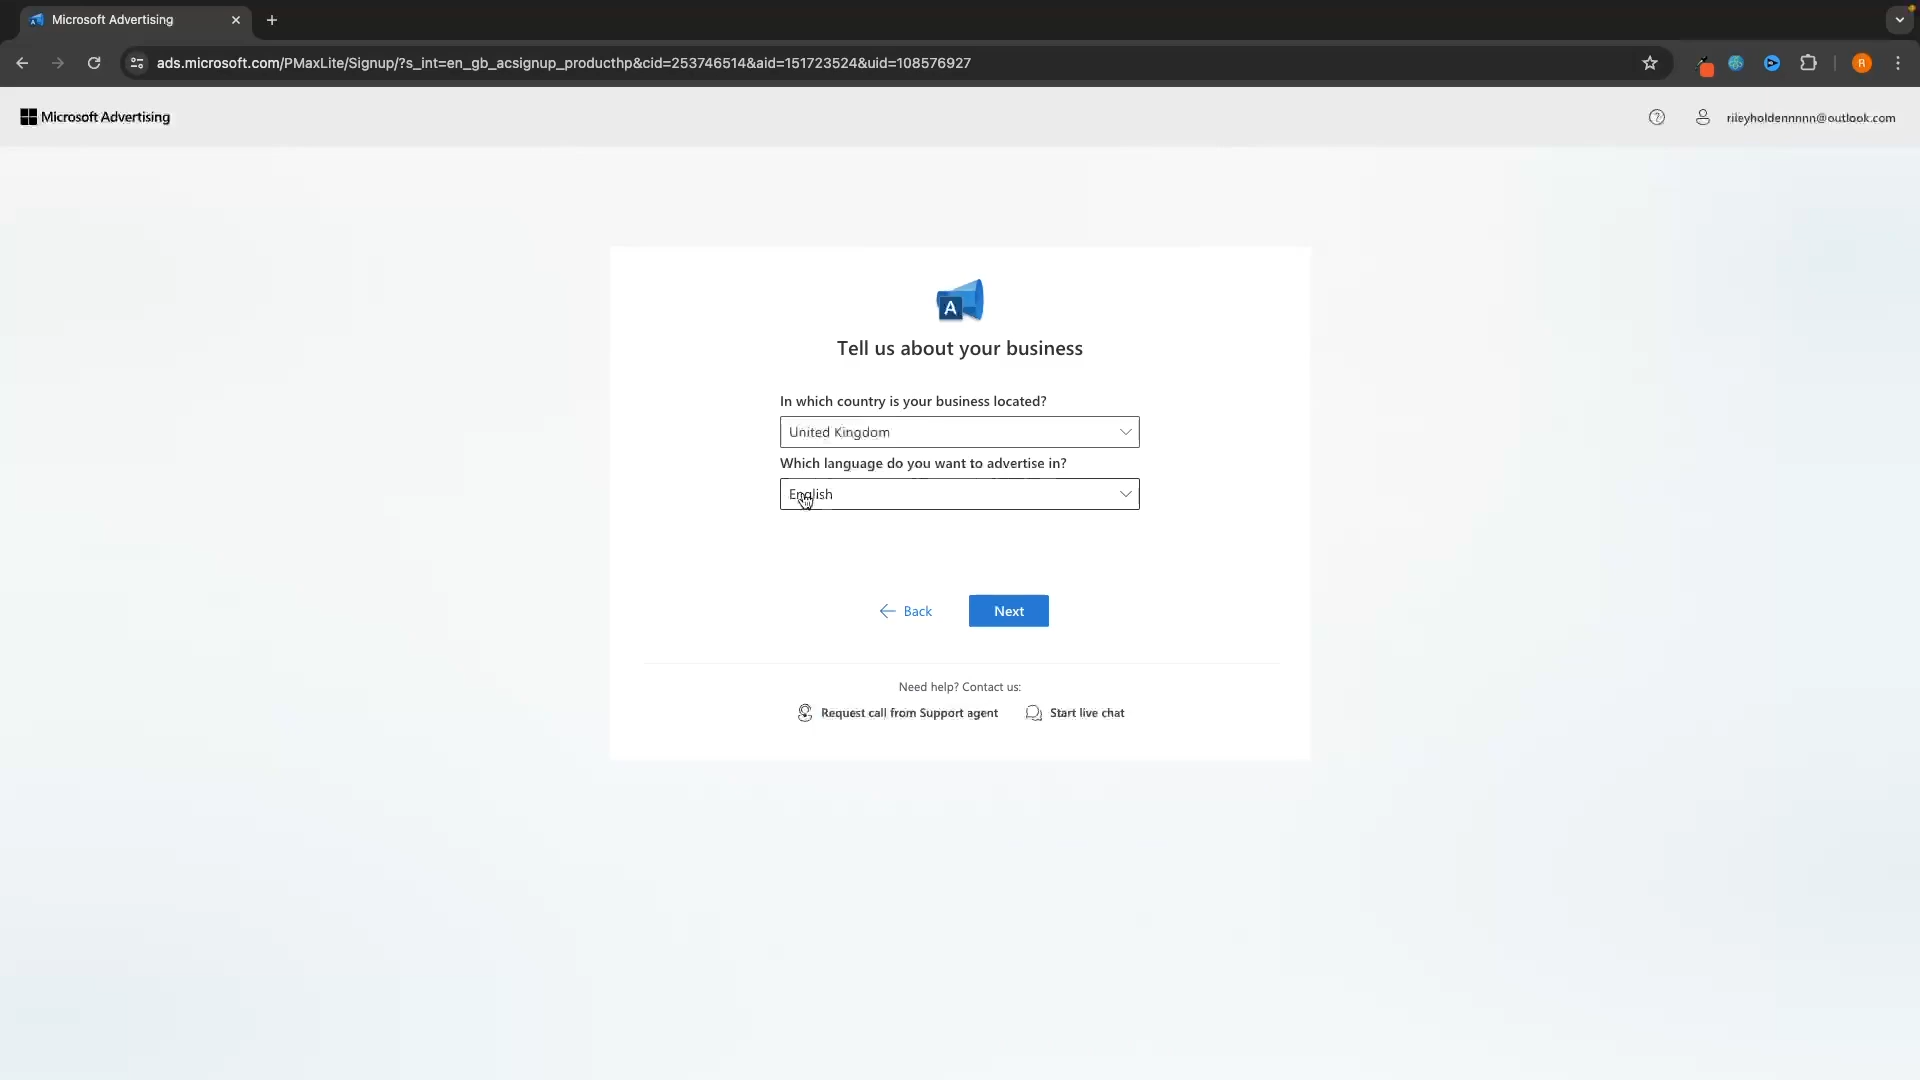 Microsoft Advertising
ads.microsoft.com/PMaxLite/Signup/?s_int=en_gb_acsignup_producthp&cid=253746514&aid=151723524&uid=108576927
R
Microsoft Advertising
rileyholdennnnn@outlook.com
A
Tell us about your business
In which country is your business located?
United Kingdom
Which language do you want to advertise in?
English
Back
Next
Need help? Contact us:
Request call from Support agent
Start live chat